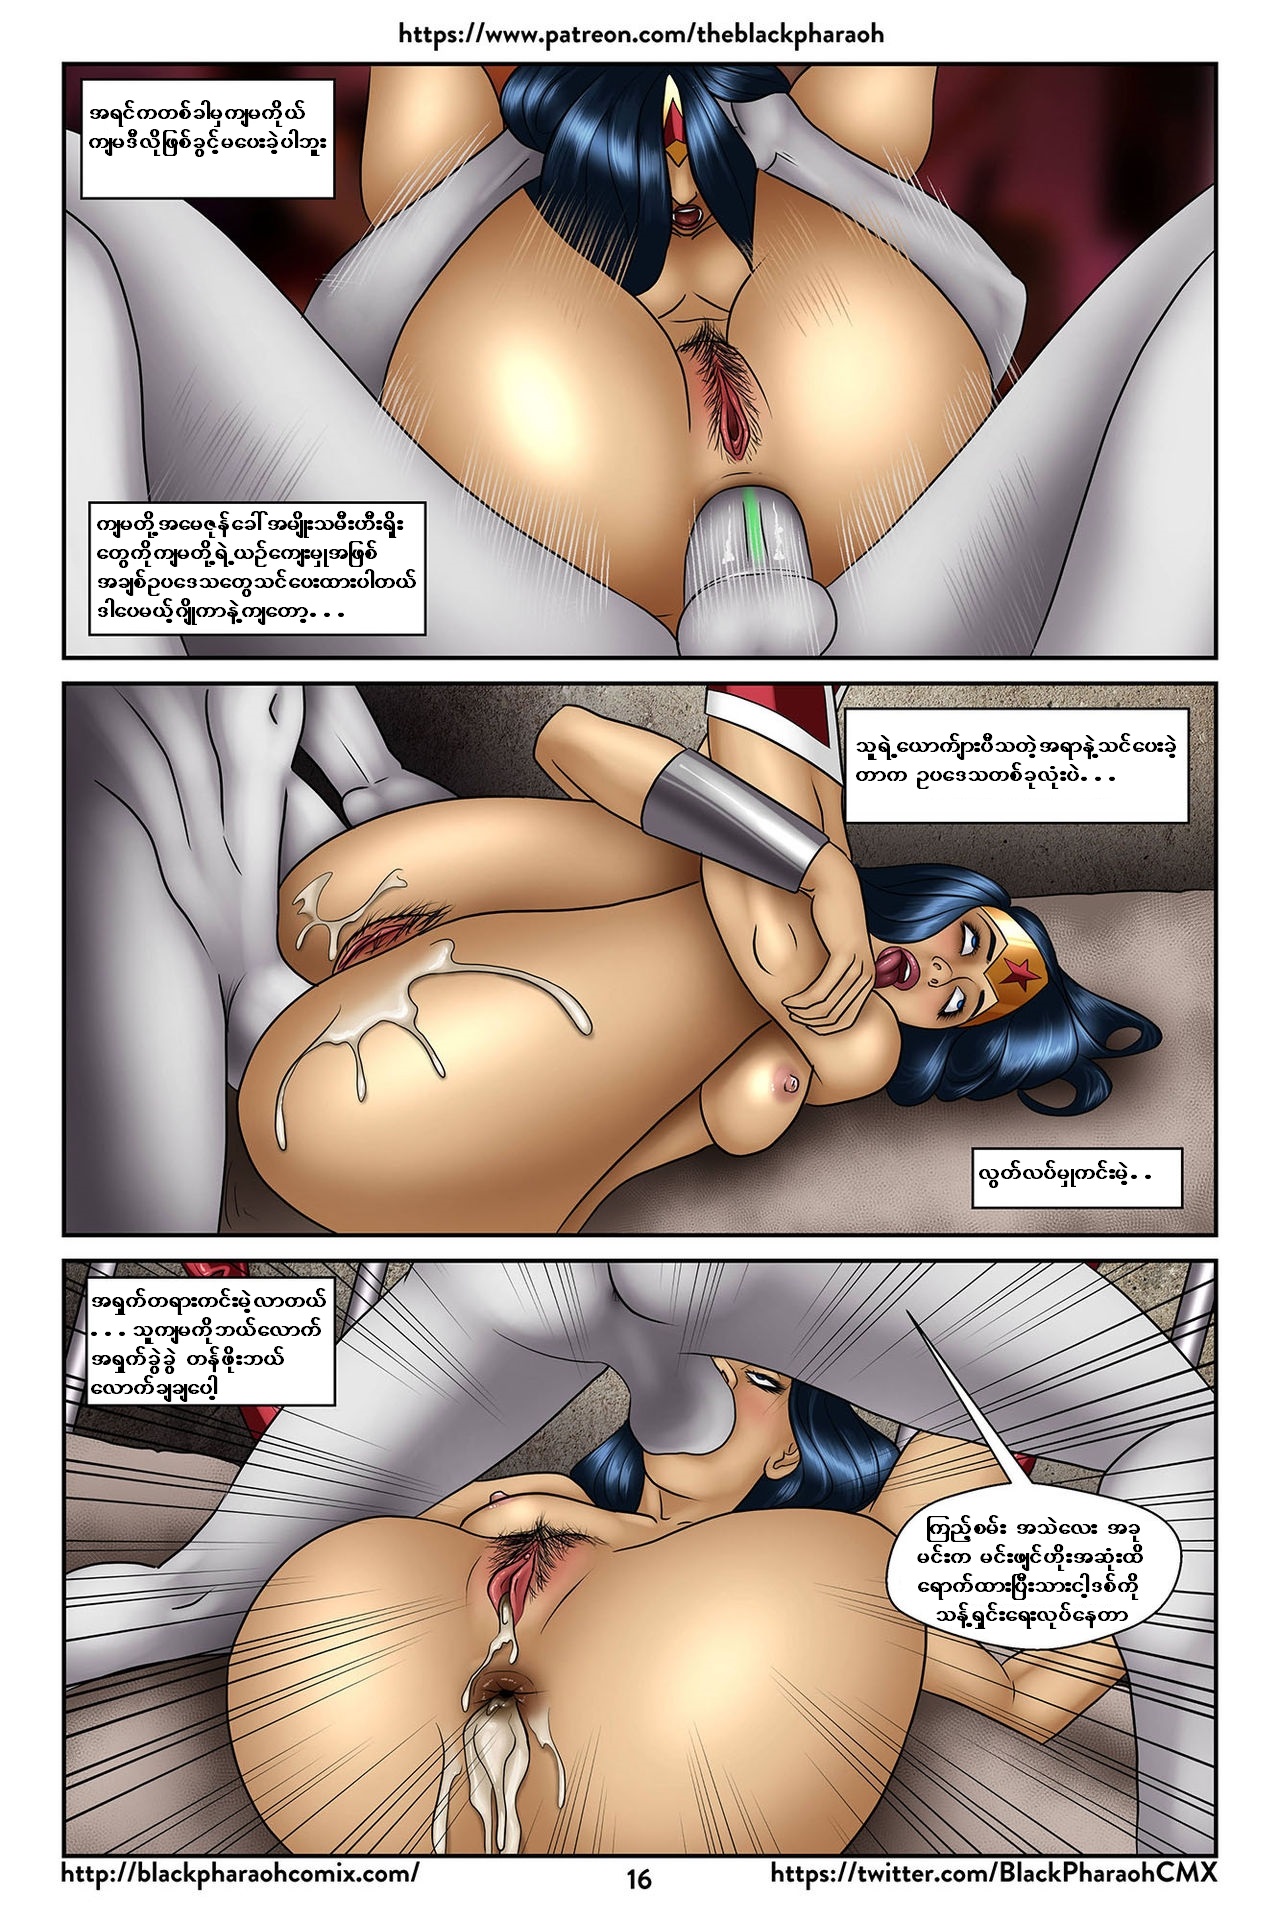 https://www.patreon.com/theblackpharaoh
အရင်ကတစ်ခါမှကျမကိုယ်
ကျမဒီလိုဖြစ်ခွင့်မပေးခဲ့ပါဘူး
ကျမတို့အမေဇုန်ခေါ်အမျိုးသမီးဟီးရိုး
တွေကိုကျမတို့ရဲ့ယဉ်ကျေးမှုအဖြစ်
အချစ်ဥပဒေသတွေသင်ပေးထားပါတယ်
ဒါပေမယ့်ဂျိုကာနဲ့ကျတော့...
သူရဲ့ယောက်ျားပီသတဲ့အရာနဲ့သင်ပေးခဲ့
တာက ဥပဒေသတစ်ခုလုံးပဲ...
လွတ်လပ်မှုကင်းမဲ့..
အရှက်တရားကင်းမဲ့လာတယ်
...သူကျမကိုဘယ်လောက်
အရှက်ခွဲခွဲ တန်ဖိုးဘယ်
လောက်ချချပေါ့
ကြည့်စမ်း အသဲလေး အခု
မင်းက မင်းဖျင်ဟိုးအဆုံးထိ
ရောက်ထားပြီးသားငါ့ဒစ်ကို
သန့်ရှင်းရေးလုပ်နေတာ
http://blackpharaohcomix.com/
16
https://twitter.com/BlackPharaohCMX